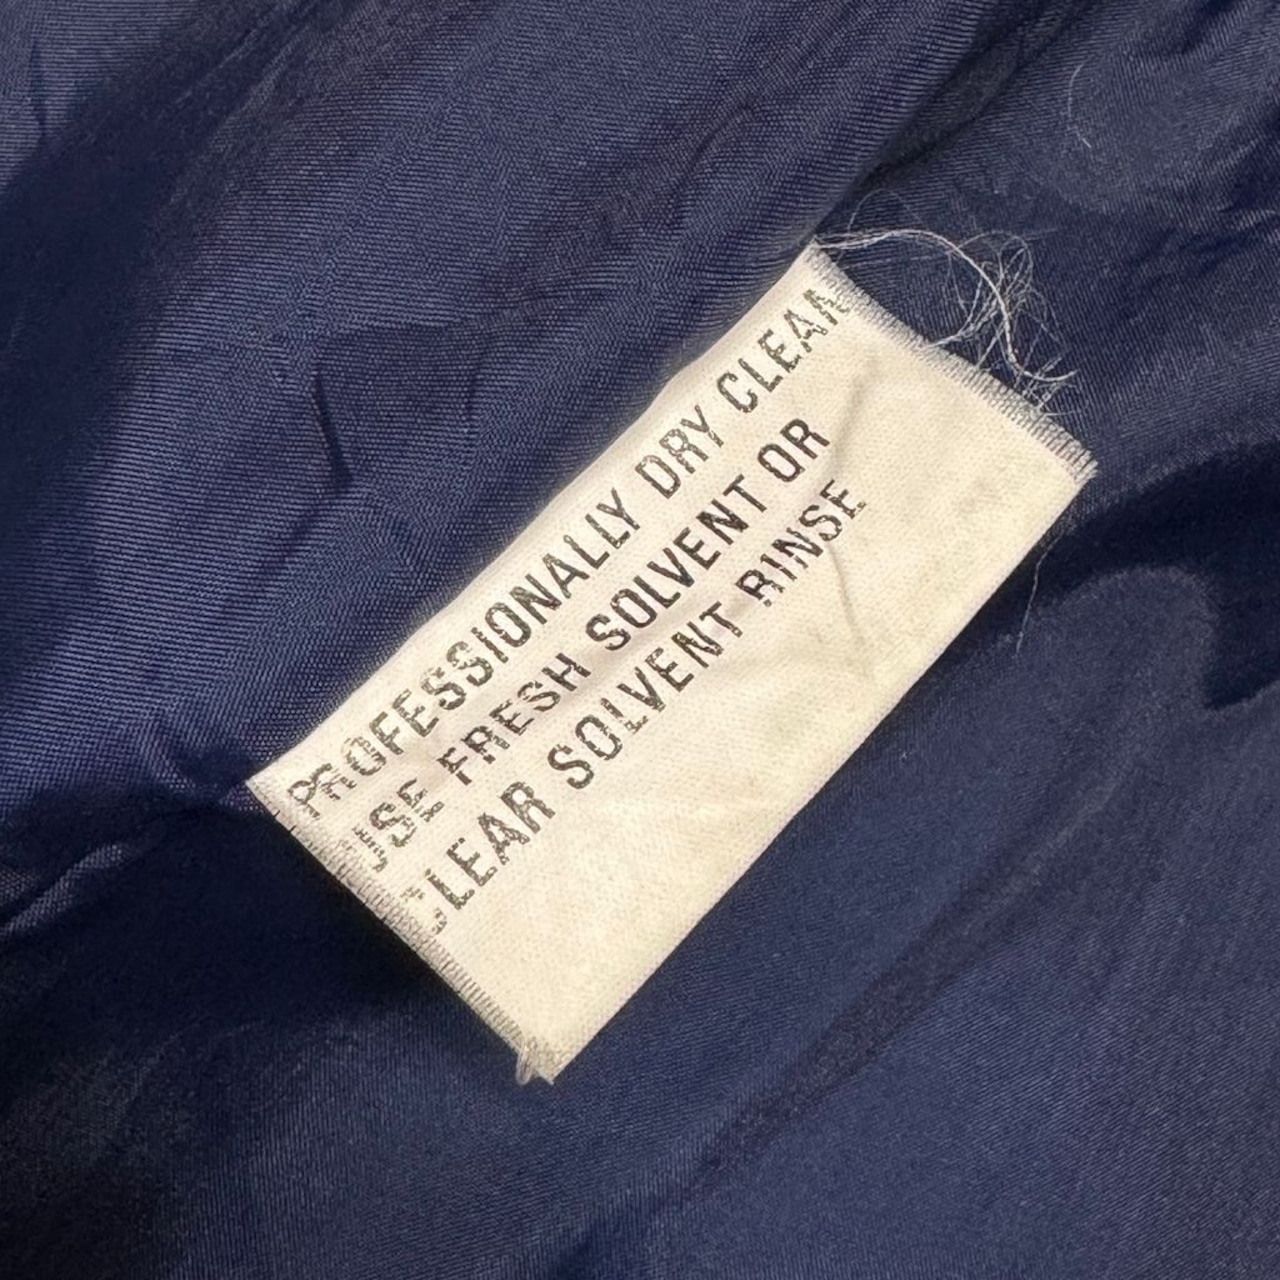 PROFESSIONALLY DRY CLEAN
USE FRESH SOLVENT OR
CLEAR SOLVENT RINSE